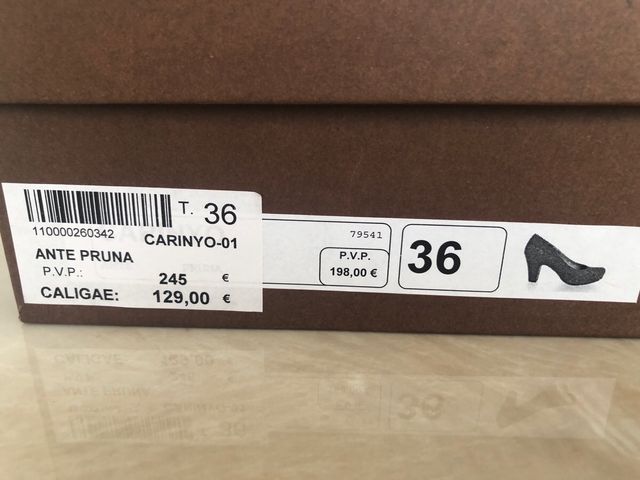 T. 36
110000260342
CARINYO-01
ANTE PRUNA
P.V.P.: 245 €
CALIGAE: 129,00 €
79541
P.V.P.
198,00 €
36